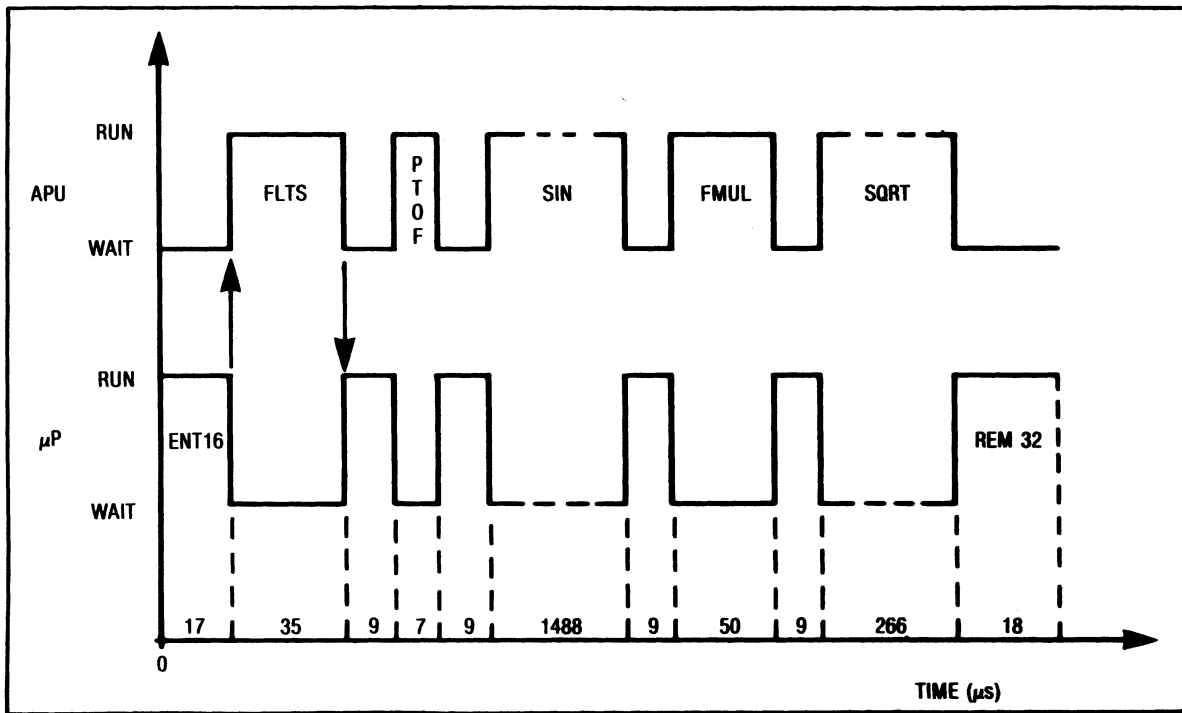 RUN
APU
WAIT
FLTS
P
T
O
F
SIN
FMUL
SQRT
RUN
μP
WAIT
ENT16
REM 32
17 35 9 7 9 1488 9 50 9 266 18
0
TIME (μs)